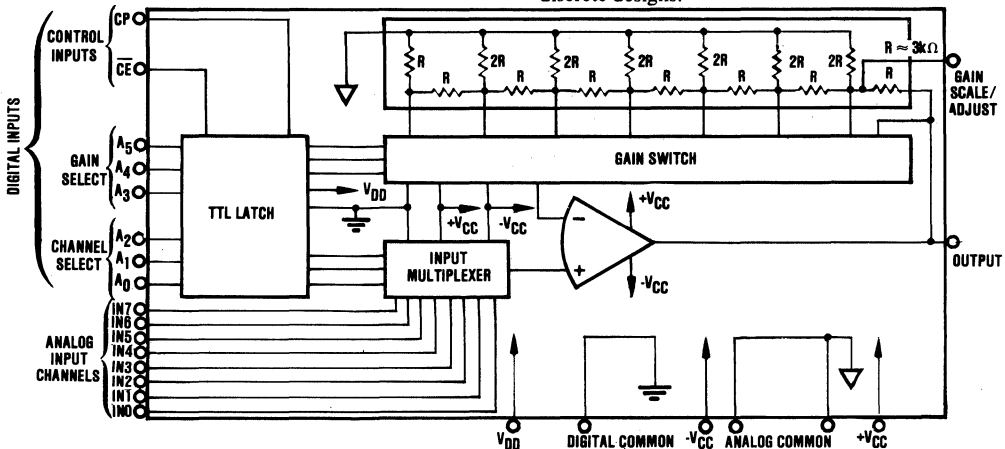 Discrete designs.
DIGITAL INPUTS
CONTROL
INPUTS
CP
CE
GAIN
SELECT
A5
A4
A3
CHANNEL
SELECT
A2
A1
A0
ANALOG
INPUT
CHANNELS
IN7
IN6
IN5
IN4
IN3
IN2
IN1
IN0
TTL LATCH
R
2R
2R
2R
2R
2R
2R
R
R
R
R
R
R
R
R ≈ 3kΩ
GAIN
SCALE/
ADJUST
GAIN SWITCH
VDD
+VCC
-VCC
INPUT
MULTIPLEXER
−
+
+VCC
-VCC
OUTPUT
VDD
DIGITAL COMMON
-VCC
ANALOG COMMON
+VCC